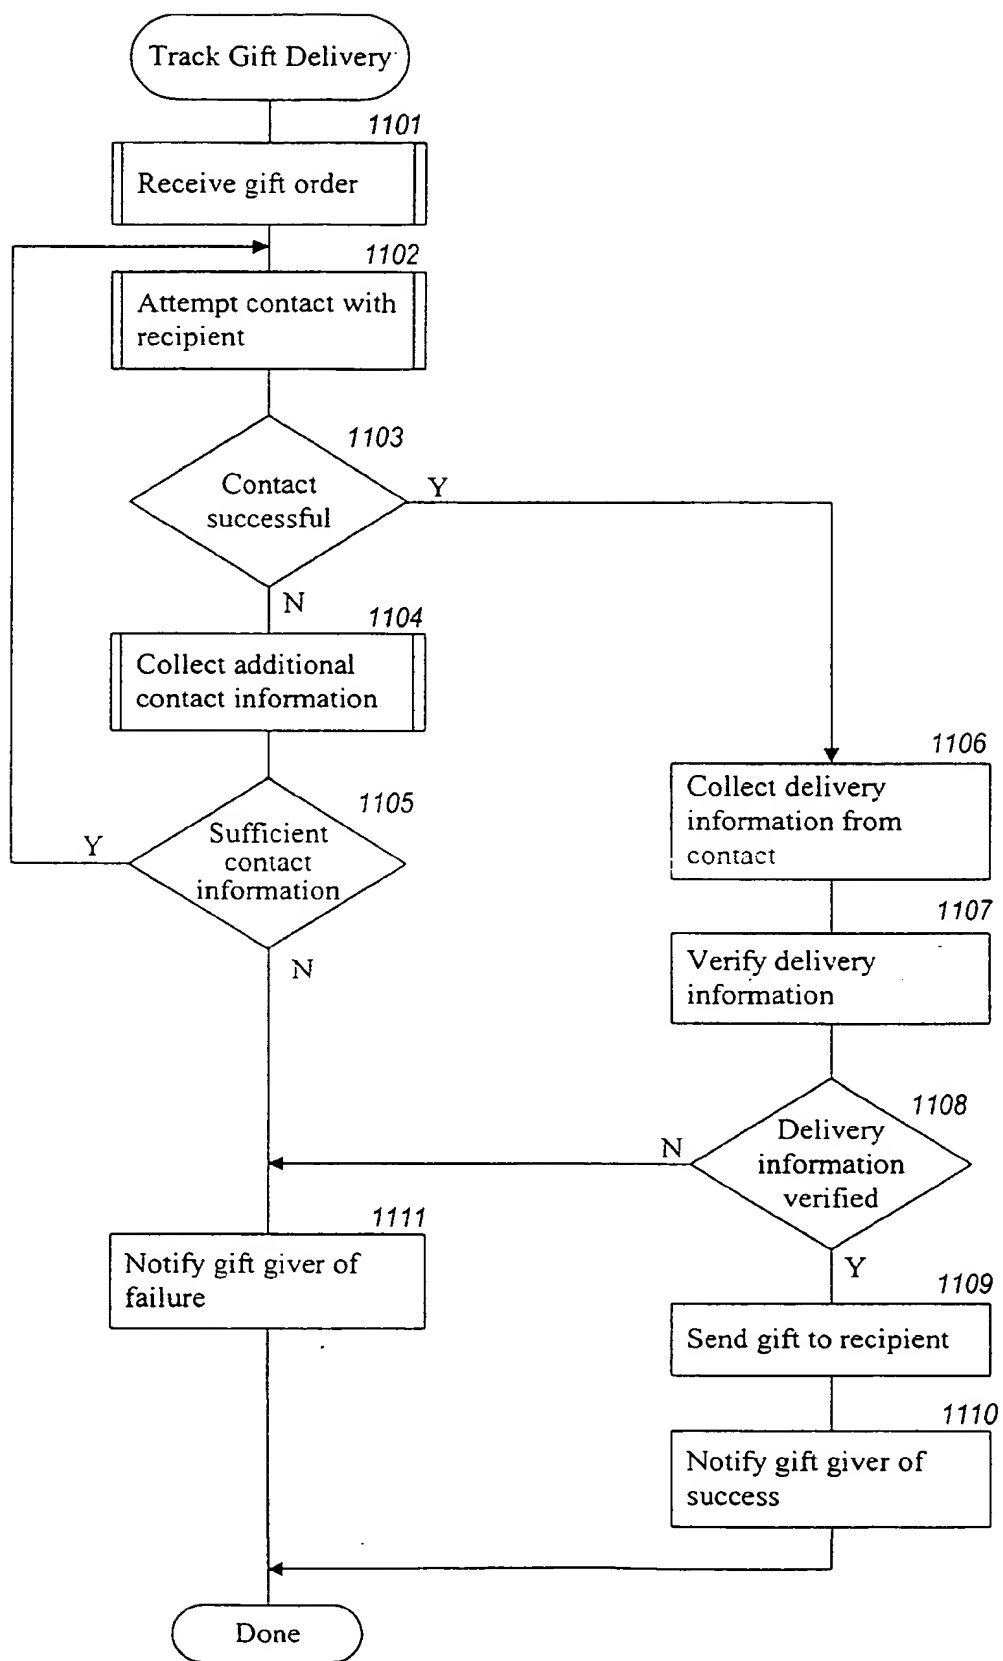 Track Gift Delivery
1101
Receive gift order
1102
Attempt contact with
recipient
1103
Contact
successful
Y
N
1104
Collect additional
contact information
1105
Sufficient
contact
information
Y
N
1106
Collect delivery
information from
contact
1107
Verify delivery
information
1108
Delivery
information
verified
N
Y
1111
Notify gift giver of
failure
1109
Send gift to recipient
1110
Notify gift giver of
success
Done